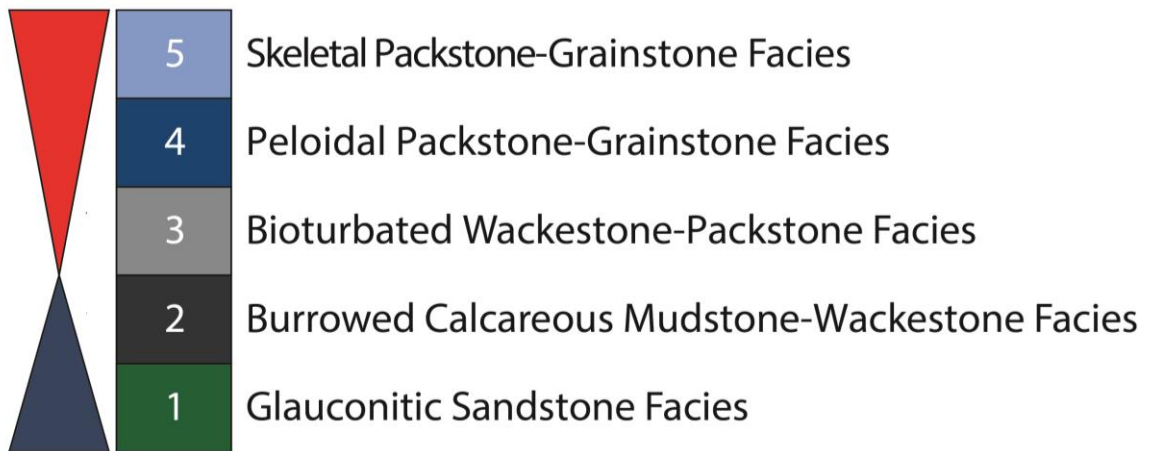 5 Skeletal Packstone-Grainstone Facies
4 Peloidal Packstone-Grainstone Facies
3 Bioturbated Wackestone-Packstone Facies
2 Burrowed Calcareous Mudstone-Wackestone Facies
1 Glauconitic Sandstone Facies